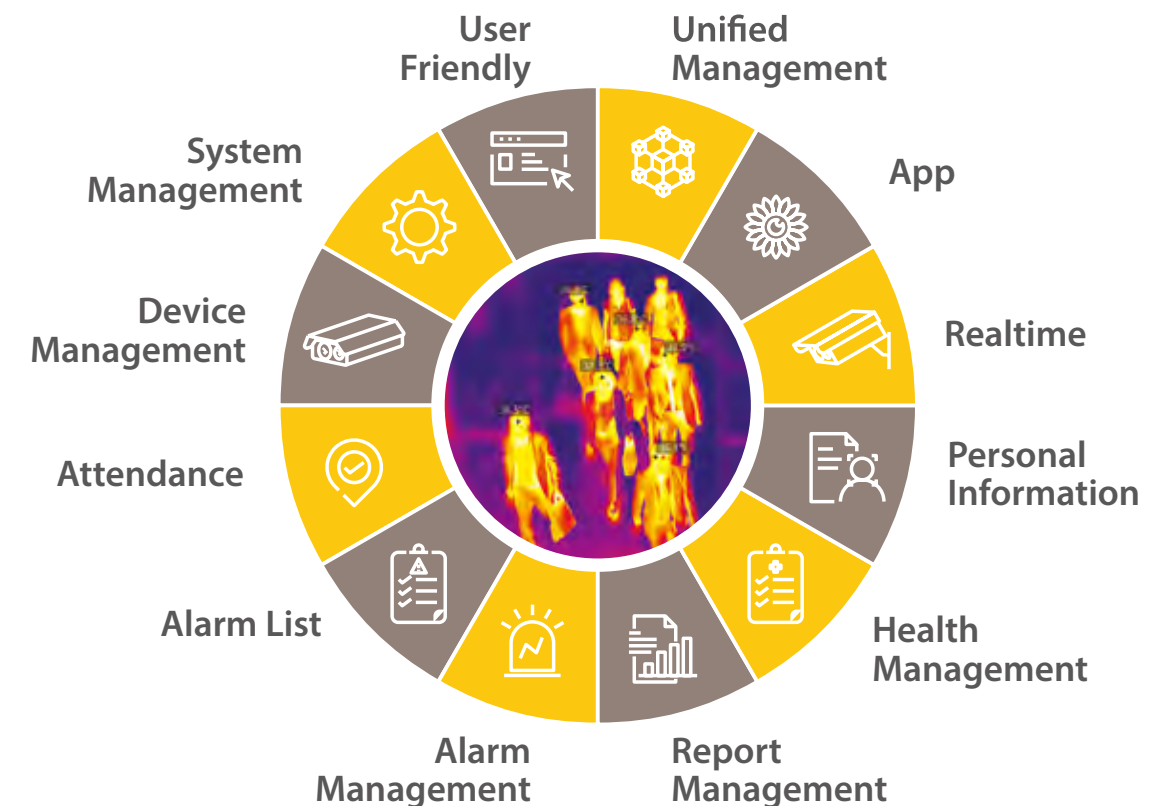 User
Friendly
Unified
Management
App
Realtime
Personal
Information
Health
Management
Report
Management
Alarm
Management
Alarm List
Attendance
Device
Management
System
Management